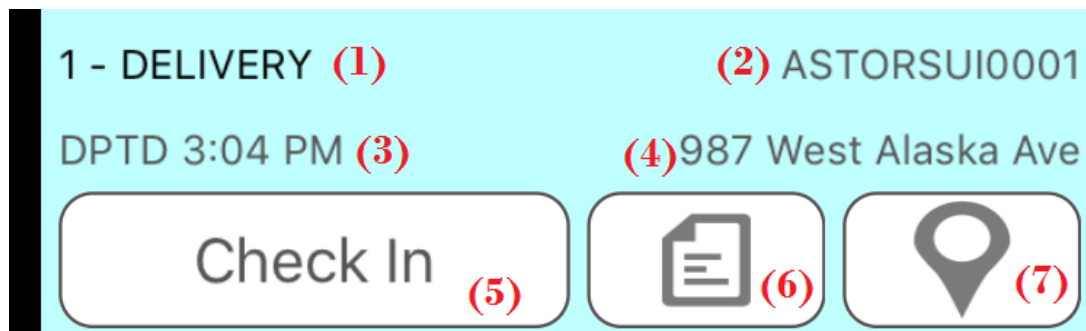 1 - DELIVERY (1) (2) ASTORSUI0001
DPTD 3:04 PM (3) (4) 987 West Alaska Ave
Check In (5) (6) (7)